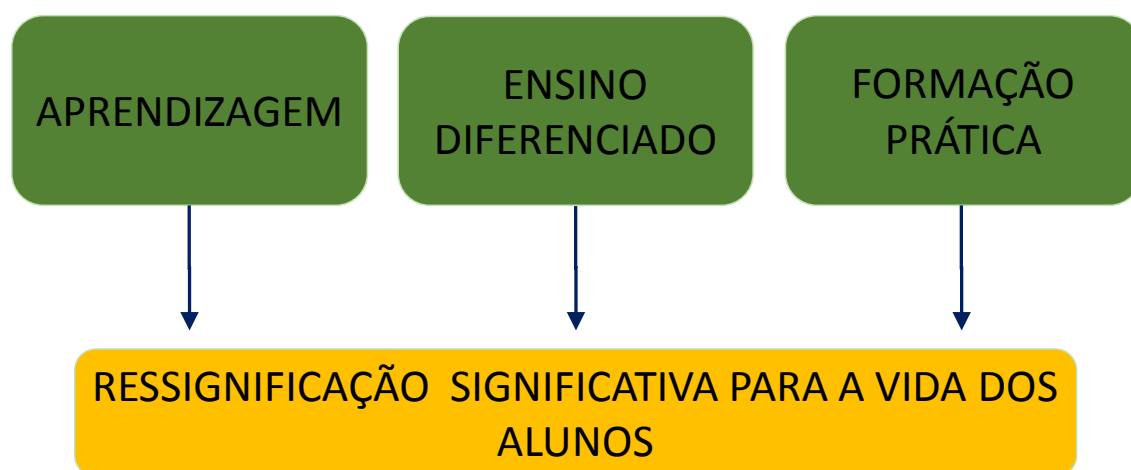 APRENDIZAGEM
ENSINO
DIFERENCIADO
FORMAÇÃO
PRÁTICA
RESSIGNIFICAÇÃO  SIGNIFICATIVA PARA A VIDA DOS
ALUNOS